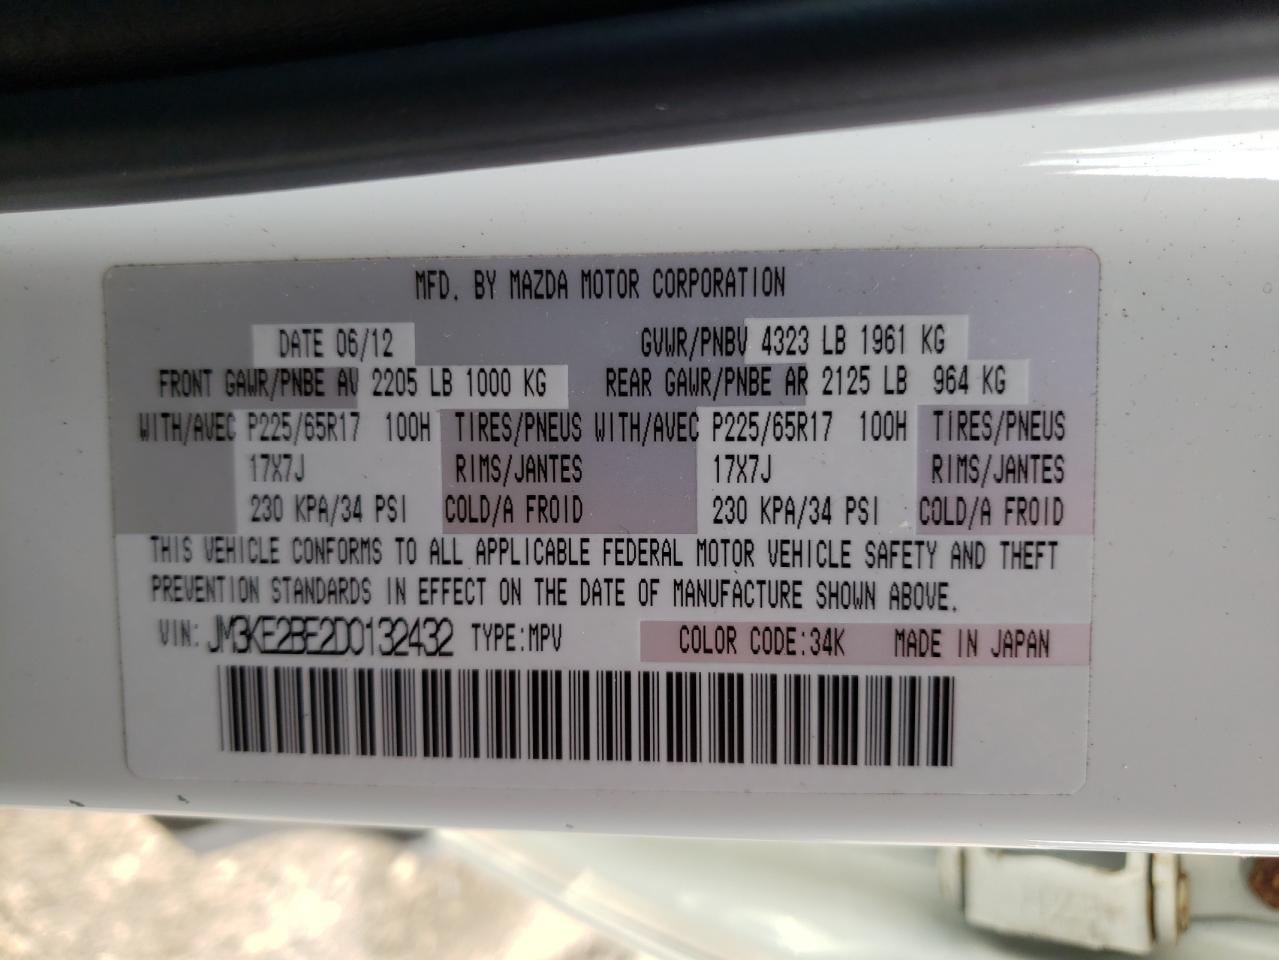 MFD. BY MAZDA MOTOR CORPORATION
DATE 06/12 GVWR/PNBV 4323 LB 1961 KG
FRONT GAWR/PNBE AV 2205 LB 1000 KG REAR GAWR/PNBE AR 2125 LB 964 KG
WITH/AVEC P225/65R17 100H TIRES/PNEUS WITH/AVEC P225/65R17 100H TIRES/PNEUS
17X7J RIMS/JANTES 17X7J RIMS/JANTES
230 KPA/34 PSI COLD/A FROID 230 KPA/34 PSI COLD/A FROID
THIS VEHICLE CONFORMS TO ALL APPLICABLE FEDERAL MOTOR VEHICLE SAFETY AND THEFT
PREVENTION STANDARDS IN EFFECT ON THE DATE OF MANUFACTURE SHOWN ABOVE.
VIN: JM3KE2BE2D0132432 TYPE:MPV COLOR CODE:34K MADE IN JAPAN